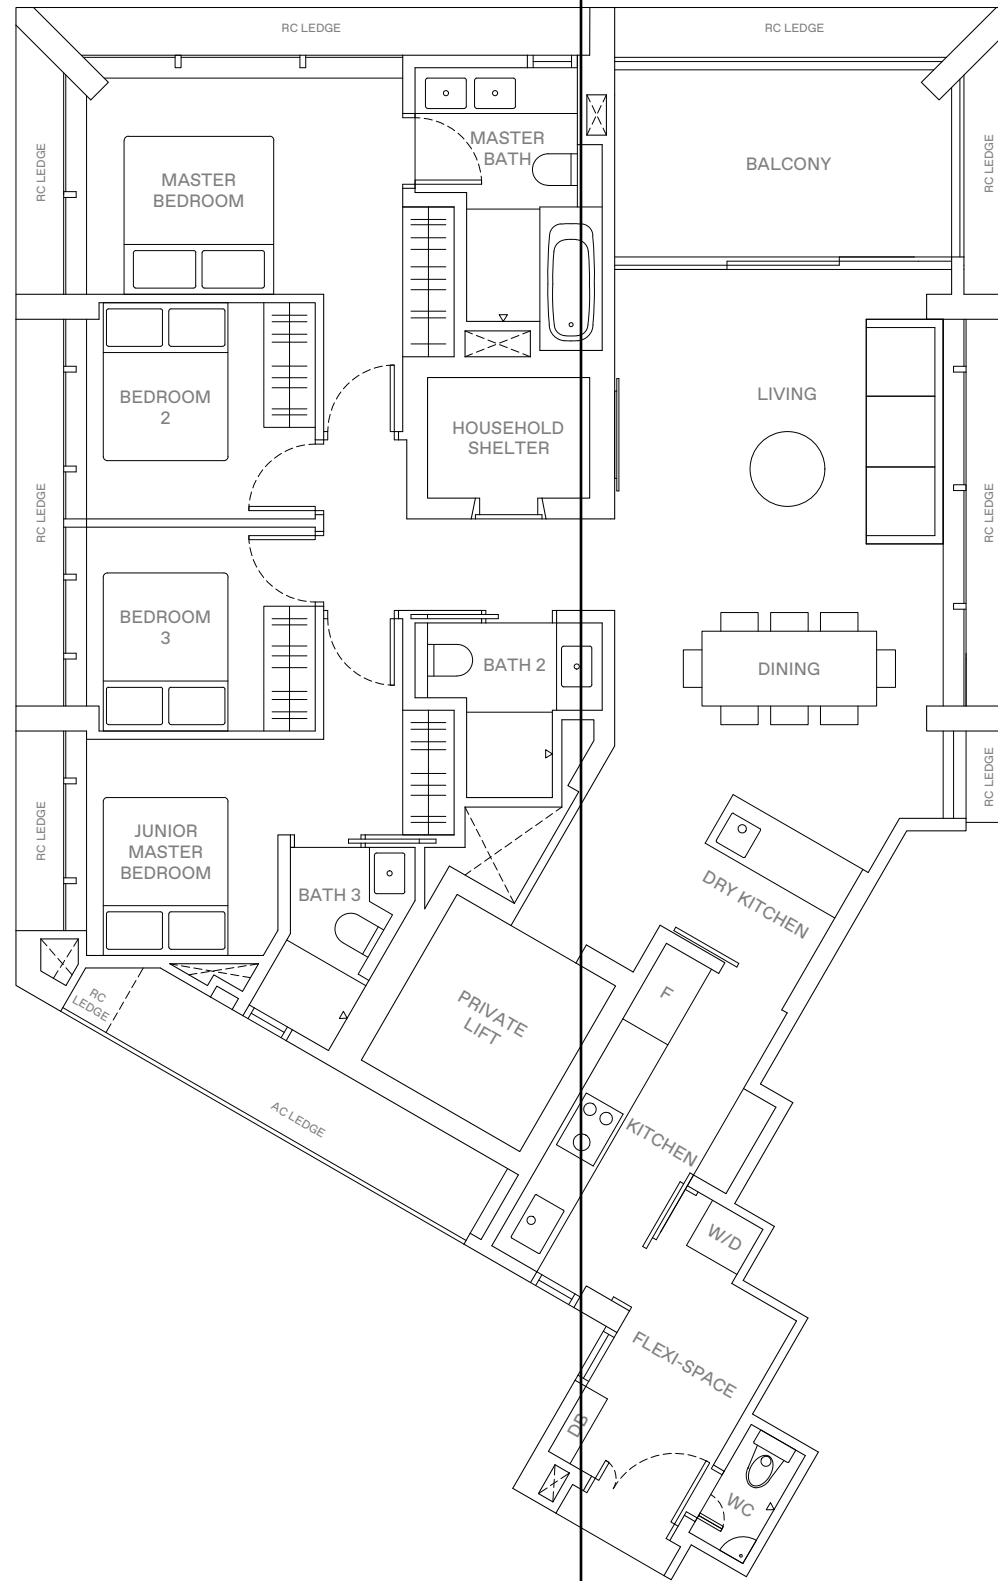 RC LEDGE
RC LEDGE
MASTER
BATH
RC LEDGE
BALCONY
RC LEDGE
MASTER
BEDROOM
BEDROOM
2
LIVING
HOUSEHOLD
SHELTER
RC LEDGE
RC LEDGE
BEDROOM
3
BATH 2
DINING
RC LEDGE
RC LEDGE
JUNIOR
MASTER
BEDROOM
BATH 3
DRY KITCHEN
RC
LEDGE
PRIVATE
LIFT
F
AC LEDGE
KITCHEN
W/D
FLEXI-SPACE
DB
WC